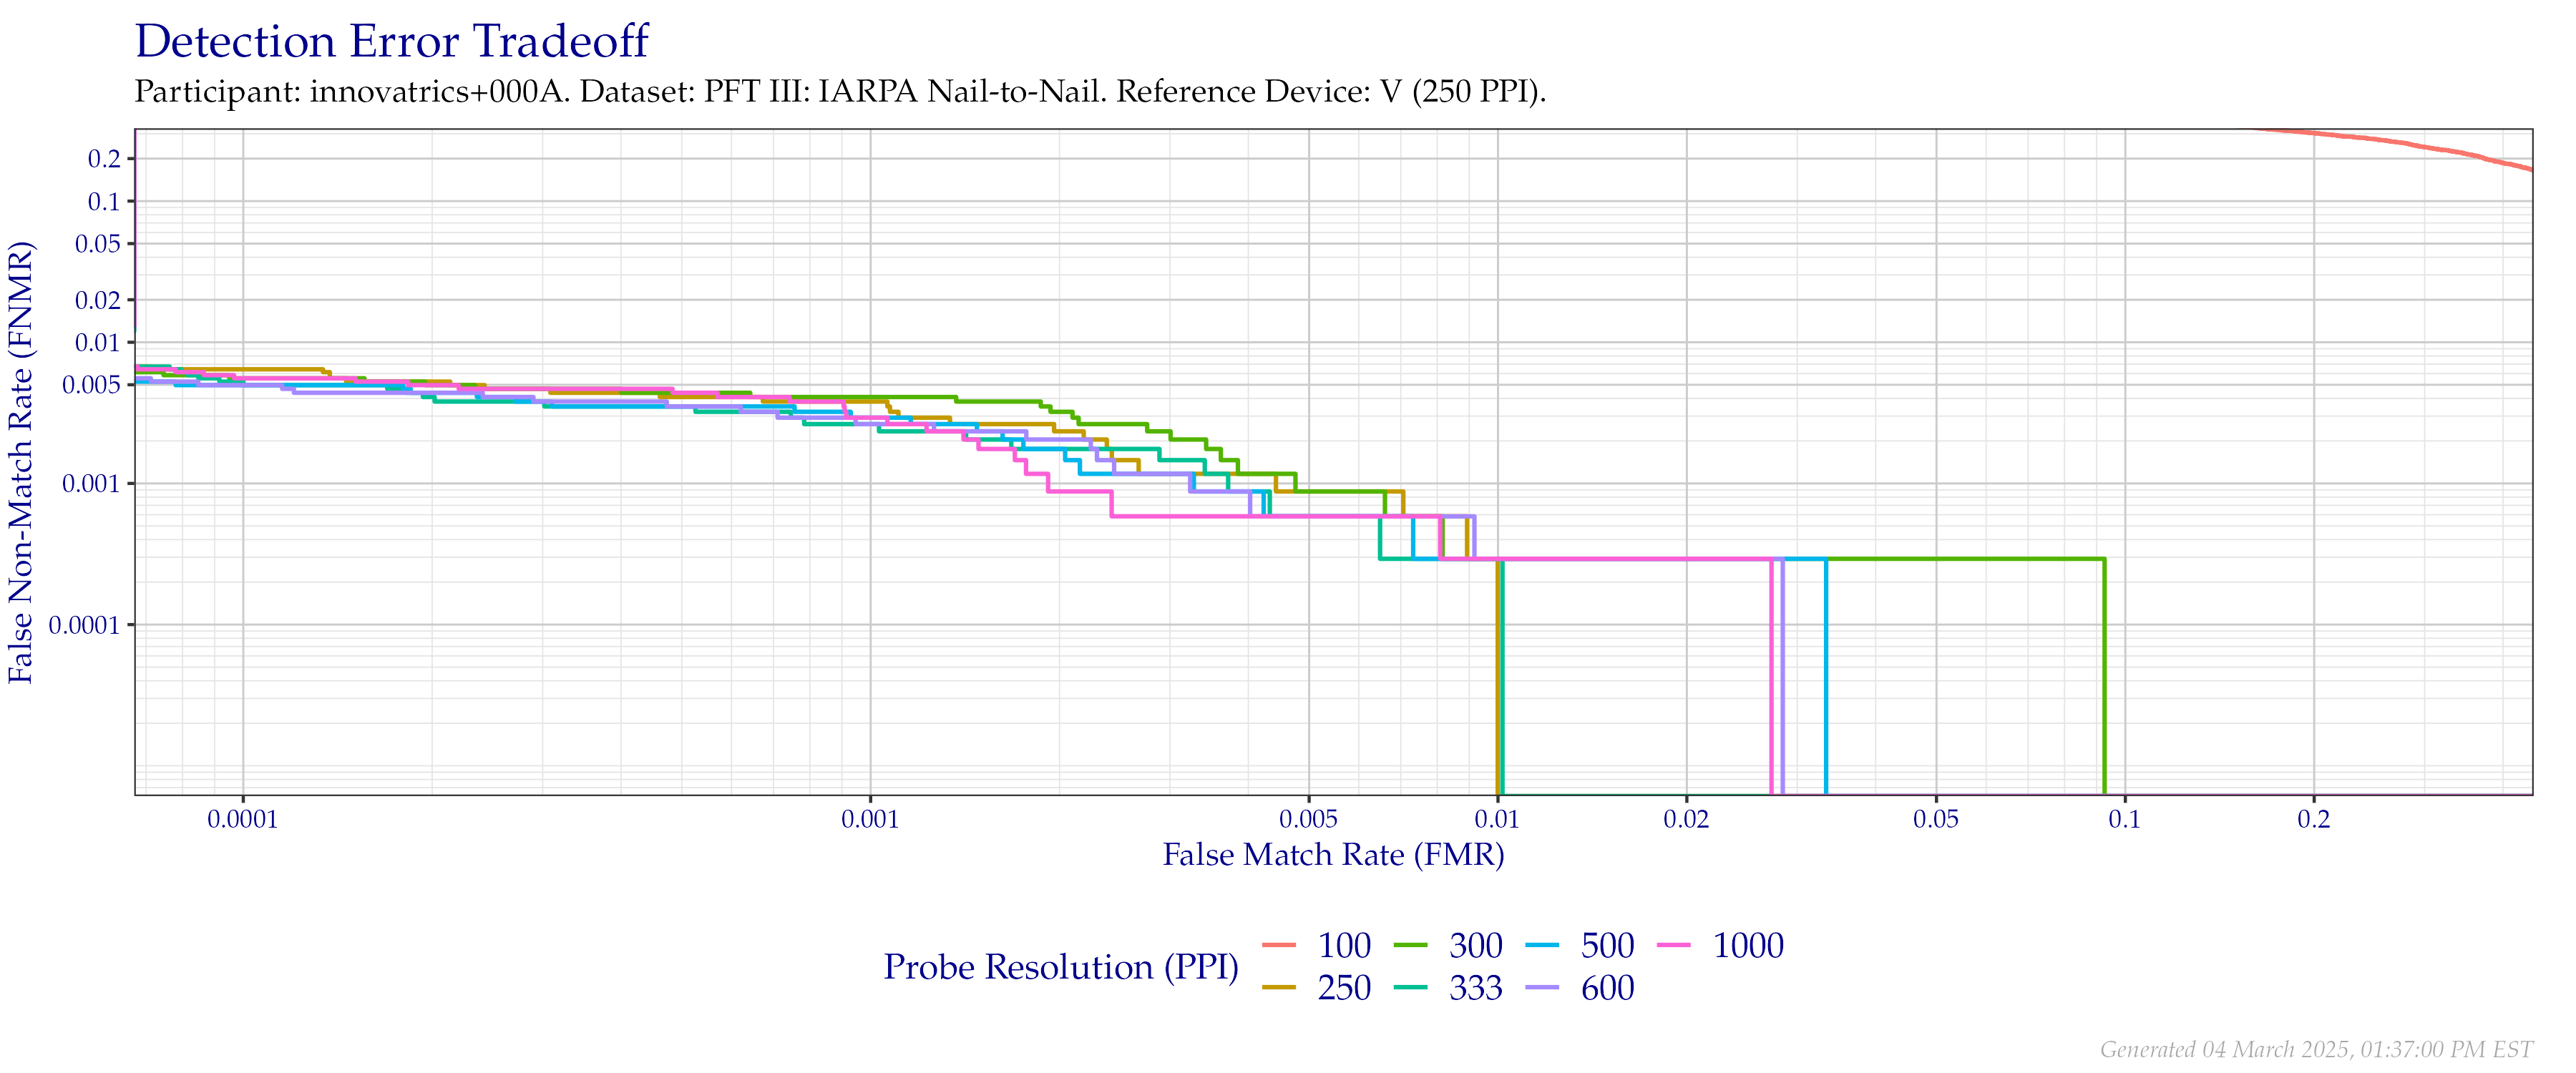 Detection Error Tradeoff
Participant: innovatrics+000A. Dataset: PFT III: IARPA Nail-to-Nail. Reference Device: V (250 PPI).
False Non-Match Rate (FNMR)
0.2
0.1
0.05
0.02
0.01
0.005
0.001
0.0001
0.0001 0.001 0.005 0.01 0.02 0.05 0.1 0.2
False Match Rate (FMR)
Probe Resolution (PPI)
100 300 500 1000
250 333 600
Generated 04 March 2025, 01:37:00 PM EST